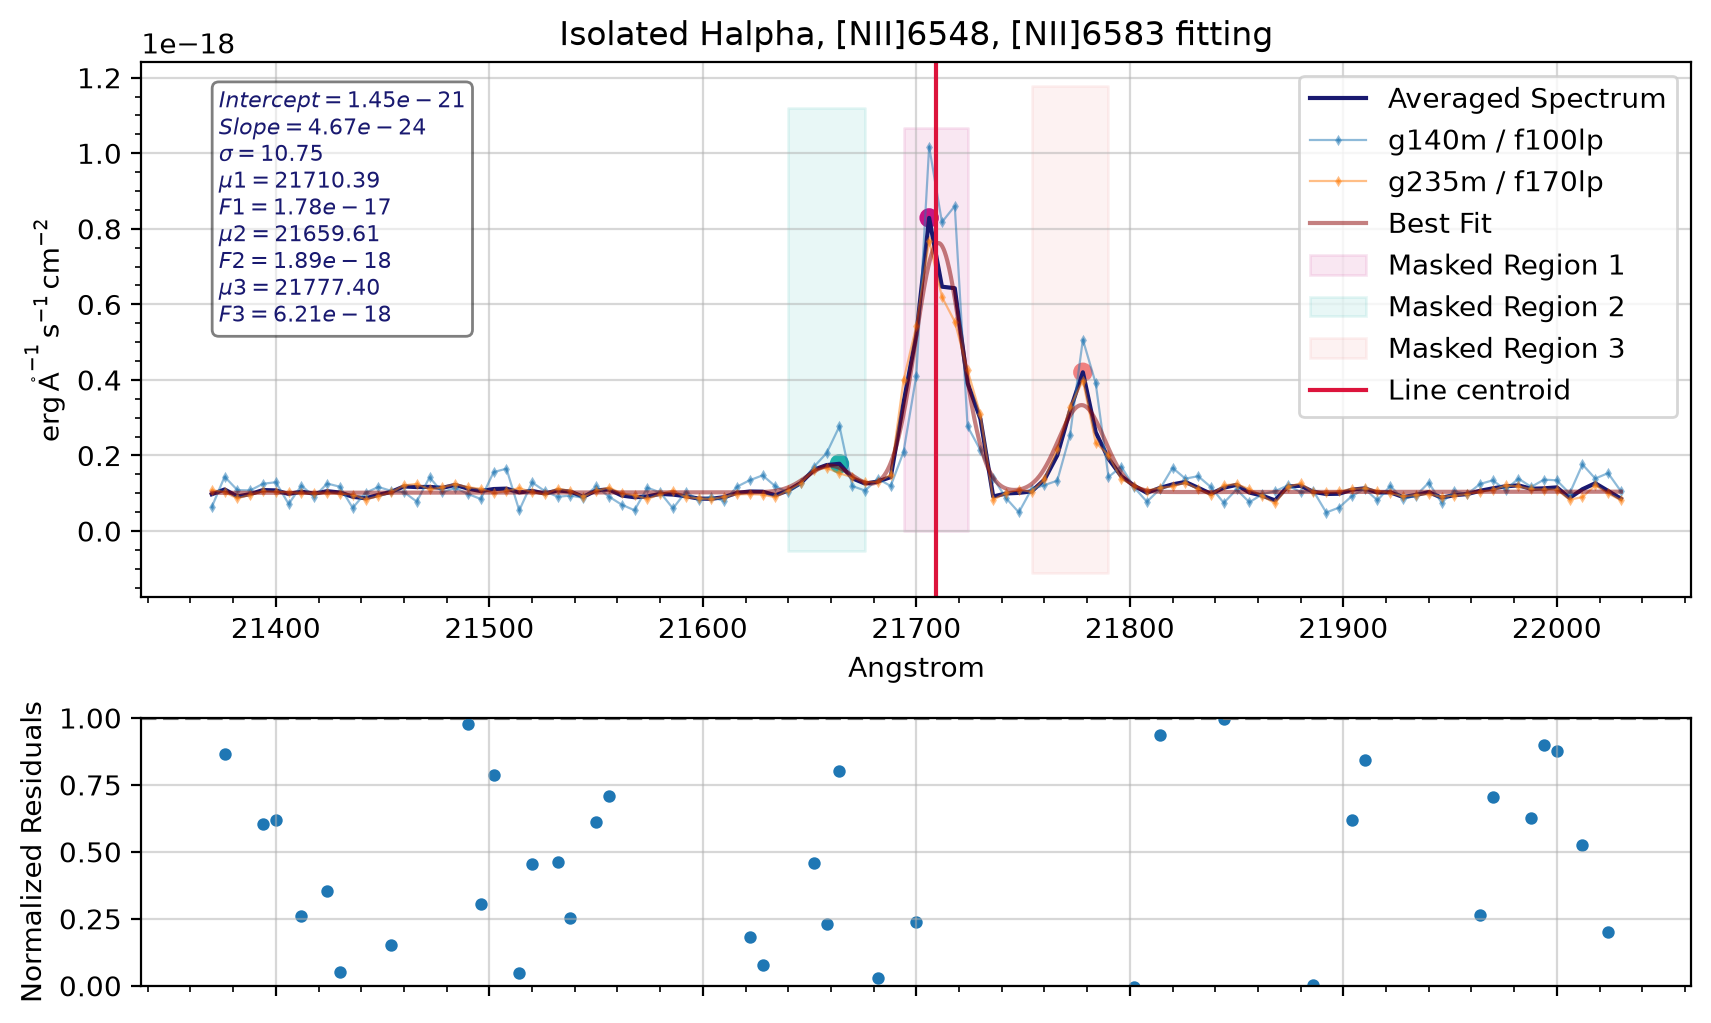 Isolated Halpha, [NII]6548, [NII]6583 fitting
1e−18
1.2
1.0
0.8
0.6
0.4
0.2
0.0
erg Å⁻¹ s⁻¹ cm⁻²
Intercept = 1.45e − 21
Slope = 4.67e − 24
σ = 10.75
μ1 = 21710.39
F1 = 1.78e − 17
μ2 = 21659.61
F2 = 1.89e − 18
μ3 = 21777.40
F3 = 6.21e − 18
Averaged Spectrum
g140m / f100lp
g235m / f170lp
Best Fit
Masked Region 1
Masked Region 2
Masked Region 3
Line centroid
21400 21500 21600 21700 21800 21900 22000
Angstrom
1.00
0.75
0.50
0.25
0.00
Normalized Residuals